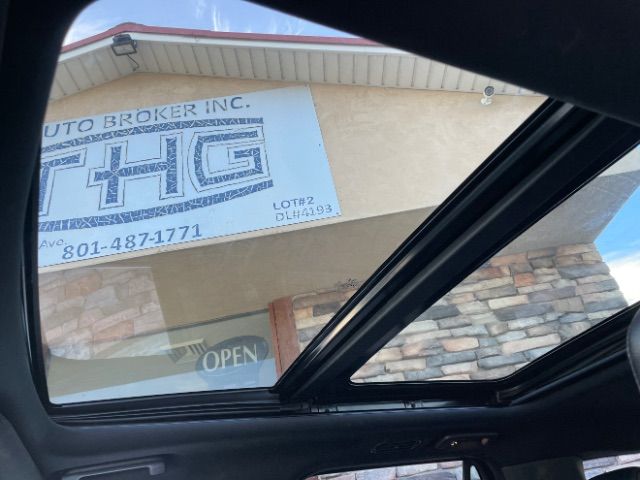 UTO BROKER INC.
THG
LOT#2
DL#4193
Ave. 801-487-1771
OPEN